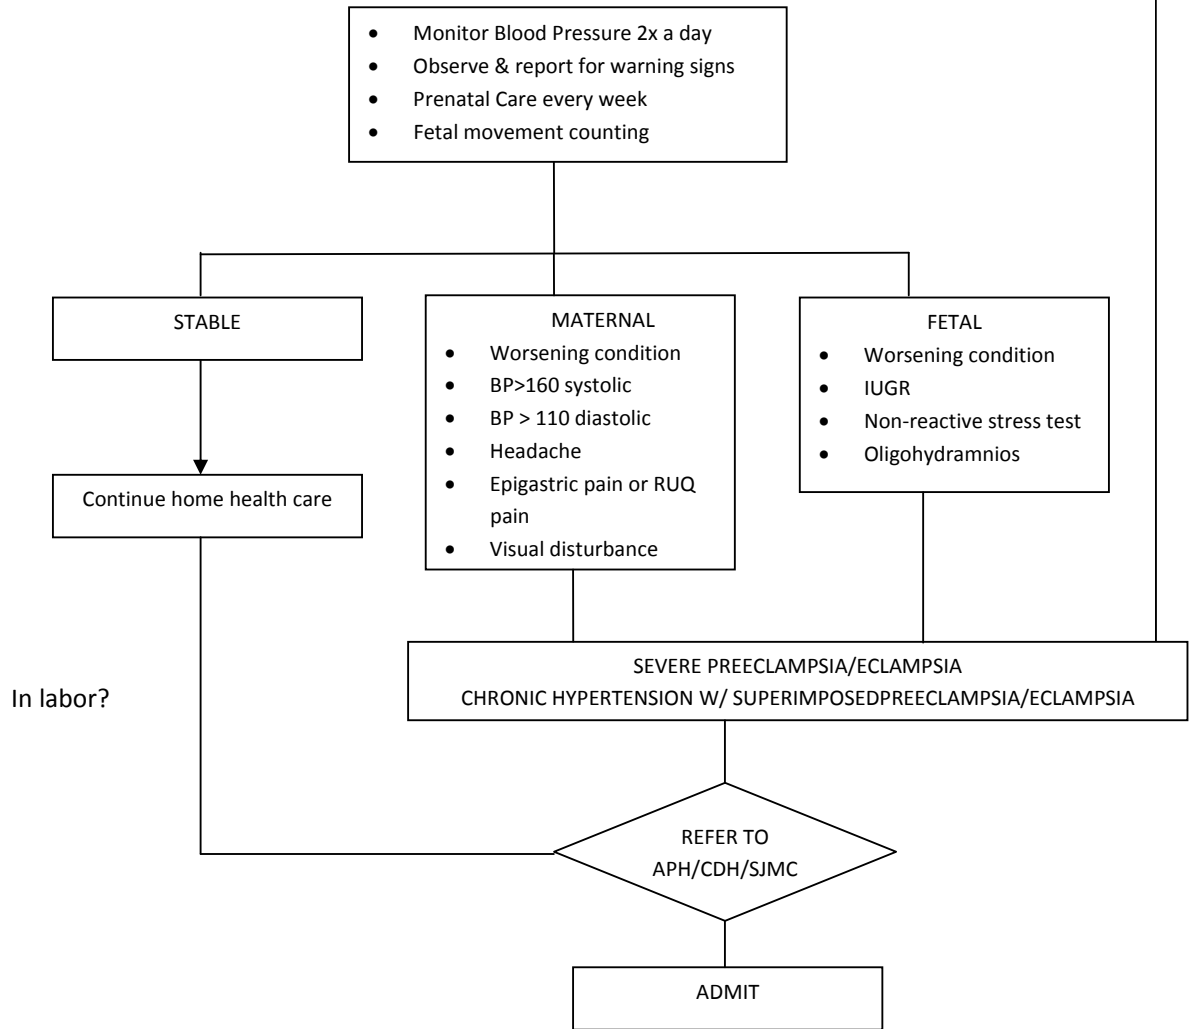 • Monitor Blood Pressure 2x a day
• Observe & report for warning signs
• Prenatal Care every week
• Fetal movement counting
STABLE
Continue home health care
MATERNAL
• Worsening condition
• BP>160 systolic
• BP > 110 diastolic
• Headache
• Epigastric pain or RUQ
pain
• Visual disturbance
FETAL
• Worsening condition
• IUGR
• Non-reactive stress test
• Oligohydramnios
In labor?
SEVERE PREECLAMPSIA/ECLAMPSIA
CHRONIC HYPERTENSION W/ SUPERIMPOSEDPREECLAMPSIA/ECLAMPSIA
REFER TO
APH/CDH/SJMC
ADMIT